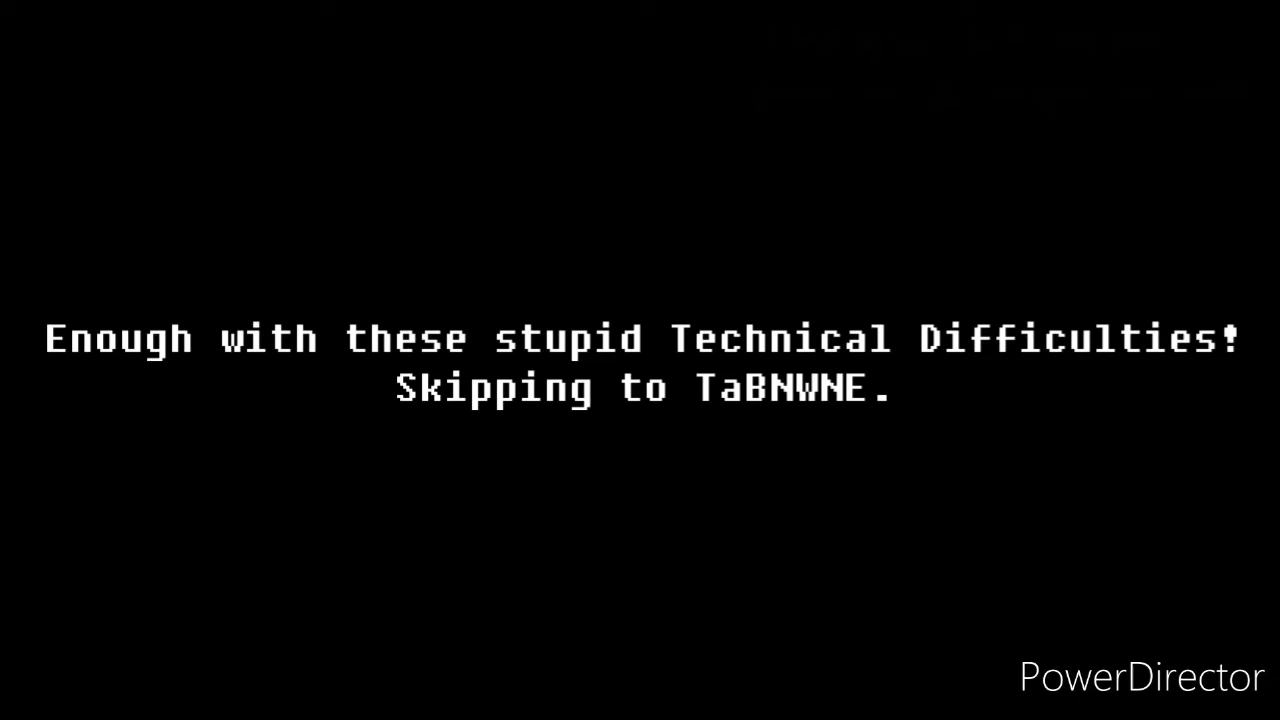 Enough with these stupid Technical Difficulties!
Skipping to TaBNWNE.
PowerDirector